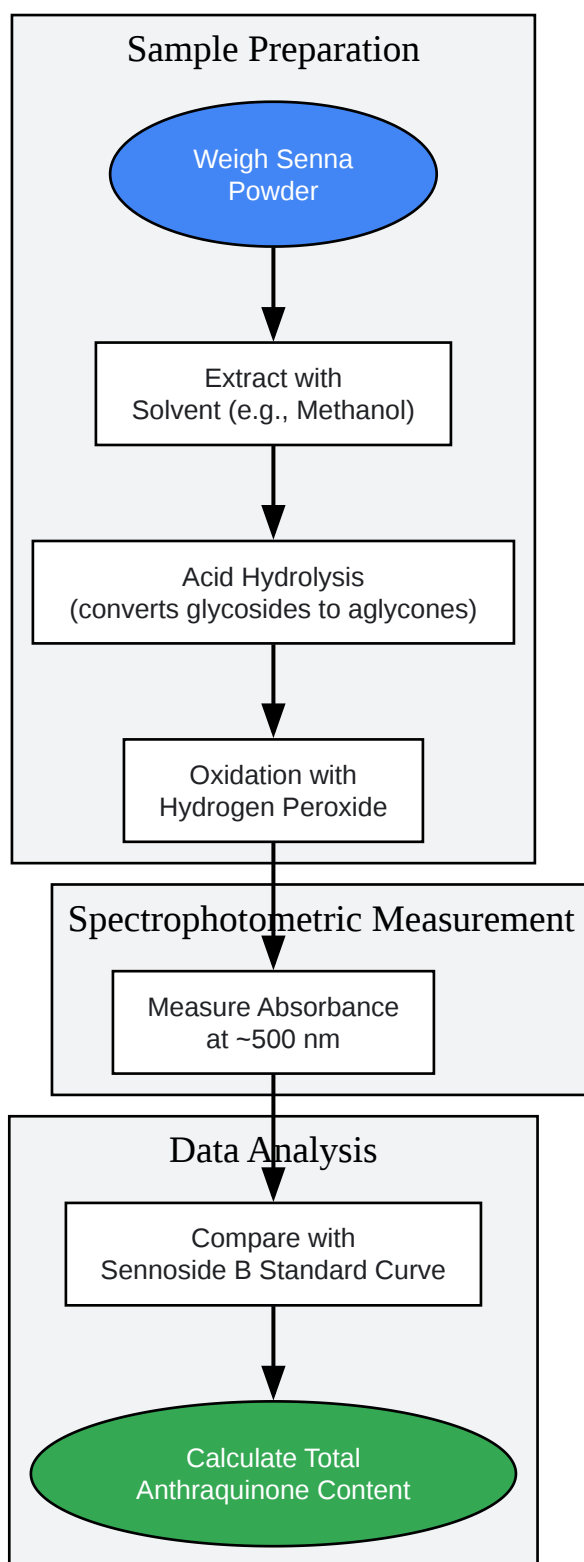 Sample Preparation
Weigh Senna
Powder
Extract with
Solvent (e.g., Methanol)
Acid Hydrolysis
(converts glycosides to aglycones)
Oxidation with
Hydrogen Peroxide
Spectrophotometric Measurement
Measure Absorbance
at ~500 nm
Data Analysis
Compare with
Sennoside B Standard Curve
Calculate Total
Anthraquinone Content